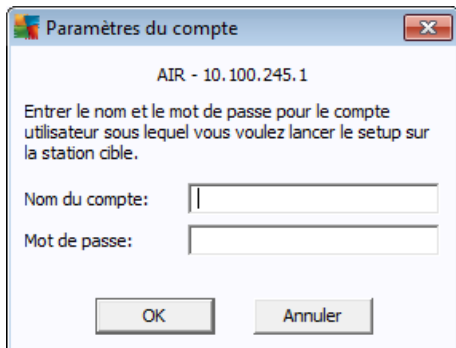 Paramètres du compte
AIR - 10.100.245.1
Entrer le nom et le mot de passe pour le compte
utilisateur sous lequel vous voulez lancer le setup sur
la station cible.
Nom du compte:
Mot de passe:
OK
Annuler